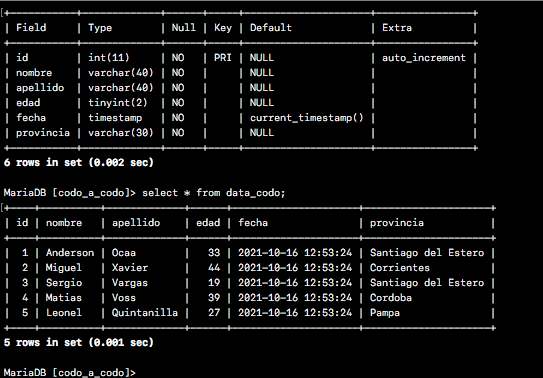 +-----------+-------------+------+-----+---------------------+----------------+
| Field     | Type        | Null | Key | Default             | Extra          |
+-----------+-------------+------+-----+---------------------+----------------+
| id        | int(11)     | NO   | PRI | NULL                | auto_increment |
| nombre    | varchar(40) | NO   |     | NULL                |                |
| apellido  | varchar(40) | NO   |     | NULL                |                |
| edad      | tinyint(2)  | NO   |     | NULL                |                |
| fecha     | timestamp   | NO   |     | current_timestamp() |                |
| provincia | varchar(30) | NO   |     | NULL                |                |
+-----------+-------------+------+-----+---------------------+----------------+
6 rows in set (0.002 sec)
MariaDB [codo_a_codo]> select * from data_codo;
+----+----------+-------------+------+---------------------+---------------------+
| id | nombre   | apellido    | edad | fecha               | provincia           |
+----+----------+-------------+------+---------------------+---------------------+
|  1 | Anderson | Ocaa        |   33 | 2021-10-16 12:53:24 | Santiago del Estero |
|  2 | Miguel   | Xavier      |   44 | 2021-10-16 12:53:24 | Corrientes          |
|  3 | Sergio   | Vargas      |   19 | 2021-10-16 12:53:24 | Santiago del Estero |
|  4 | Matias   | Voss        |   39 | 2021-10-16 12:53:24 | Cordoba             |
|  5 | Leonel   | Quintanilla |   27 | 2021-10-16 12:53:24 | Pampa               |
+----+----------+-------------+------+---------------------+---------------------+
5 rows in set (0.001 sec)
MariaDB [codo_a_codo]>